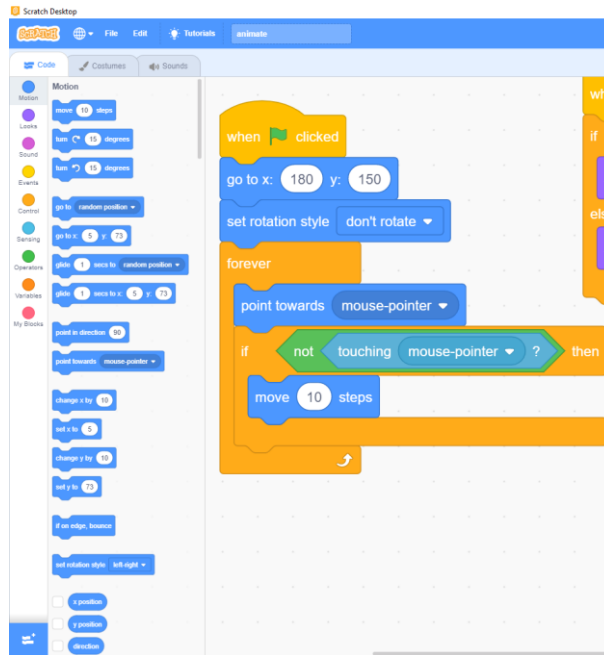 Scratch Desktop
SCRATCH File Edit Tutorials animate
Code Costumes Sounds
Motion
Looks
Sound
Events
Control
Sensing
Operators
Variables
My Blocks
Motion
move 10 steps
turn 15 degrees
turn 15 degrees
go to random position
go to x: 5 y: 73
glide 1 secs to random position
glide 1 secs to x: 5 y: 73
point in direction 90
point towards mouse-pointer
change x by 10
set x to 5
change y by 10
set y to 73
if on edge, bounce
set rotation style left-right
x position
y position
direction
when clicked
go to x: 180 y: 150
set rotation style don't rotate
forever
point towards mouse-pointer
if not touching mouse-pointer ? then
move 10 steps
wh
if
els